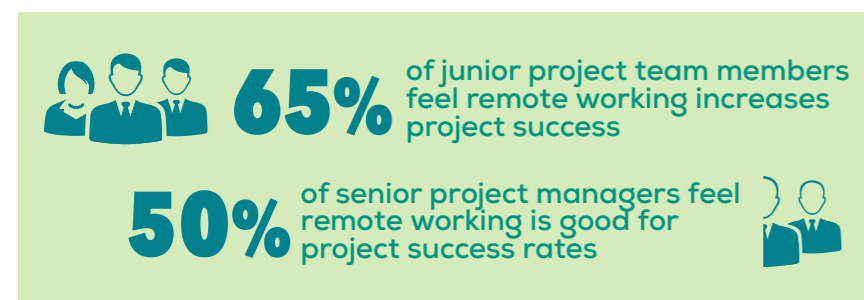 65% of junior project team members
feel remote working increases
project success
50% of senior project managers feel
remote working is good for
project success rates